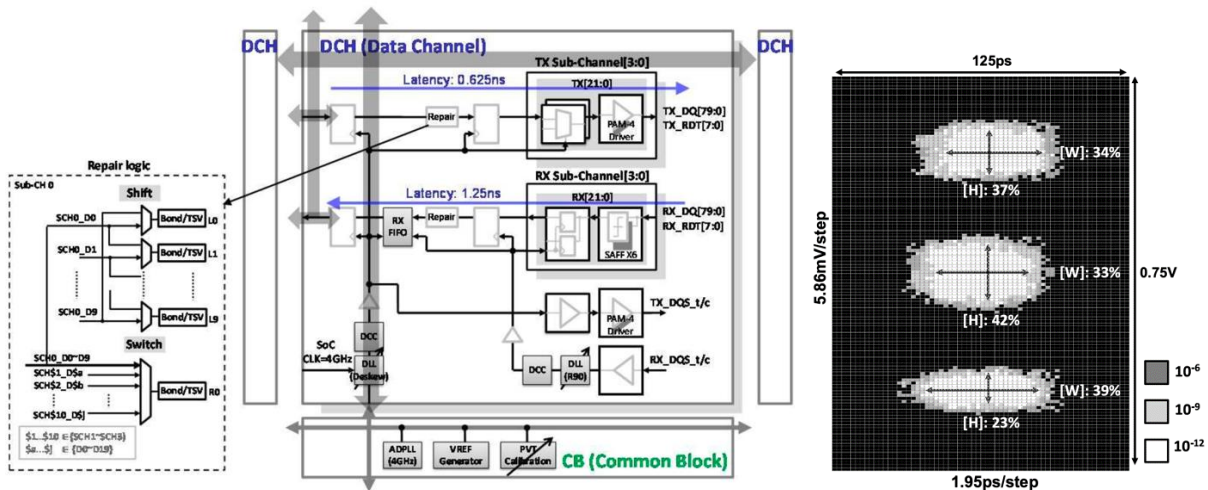 DCH
DCH (Data Channel)
DCH
TX Sub-Channel[3:0]
Latency: 0.625ns
TX[21:0]
Repair
PAM-4
Driver
TX_DQ[79:0]
TX_RDT[7:0]
RX Sub-Channel[3:0]
Latency: 1.25ns
RX[21:0]
RX
FIFO
Repair
SAFF X6
RX_DQ[79:0]
RX_RDT[7:0]
PAM-4
Driver
TX_DQS_t/c
DCC
SoC
CLK=4GHz
DLL
(Deskew)
DCC
DLL
(R90)
RX_DQS_t/c
ADPLL
(4GHz)
VREF
Generator
PVT
Calibration
CB (Common Block)
Repair logic
Sub-CH 0
Shift
SCH0_D0
Bond/TSV
L0
SCH0_D1
Bond/TSV
L1
SCH0_D9
Bond/TSV
L9
Switch
SCH0_D0~D9
SCH$1_D$a
SCH$2_D$b
SCH$10_D$j
Bond/TSV
R0
$1...$10 ∈{SCH1~SCH3}
$a...$j ∈ {D0~D19}
125ps
[W]: 34%
[H]: 37%
5.86mV/step
[W]: 33%
0.75V
[H]: 42%
[W]: 39%
[H]: 23%
10⁻⁶
10⁻⁹
10⁻¹²
1.95ps/step